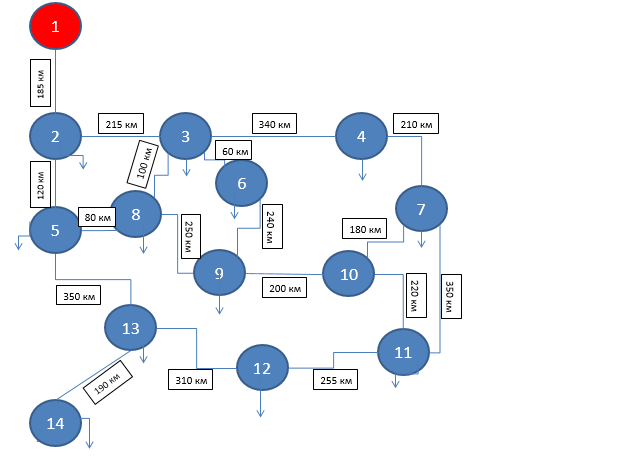 1
185 км
2
215 км
3
340 км
4
210 км
60 км
100 км
120 км
6
80 км
8
5
7
250 км
240 км
180 км
9
10
200 км
220 км
350 км
350 км
13
11
12
310 км
255 км
190 км
14